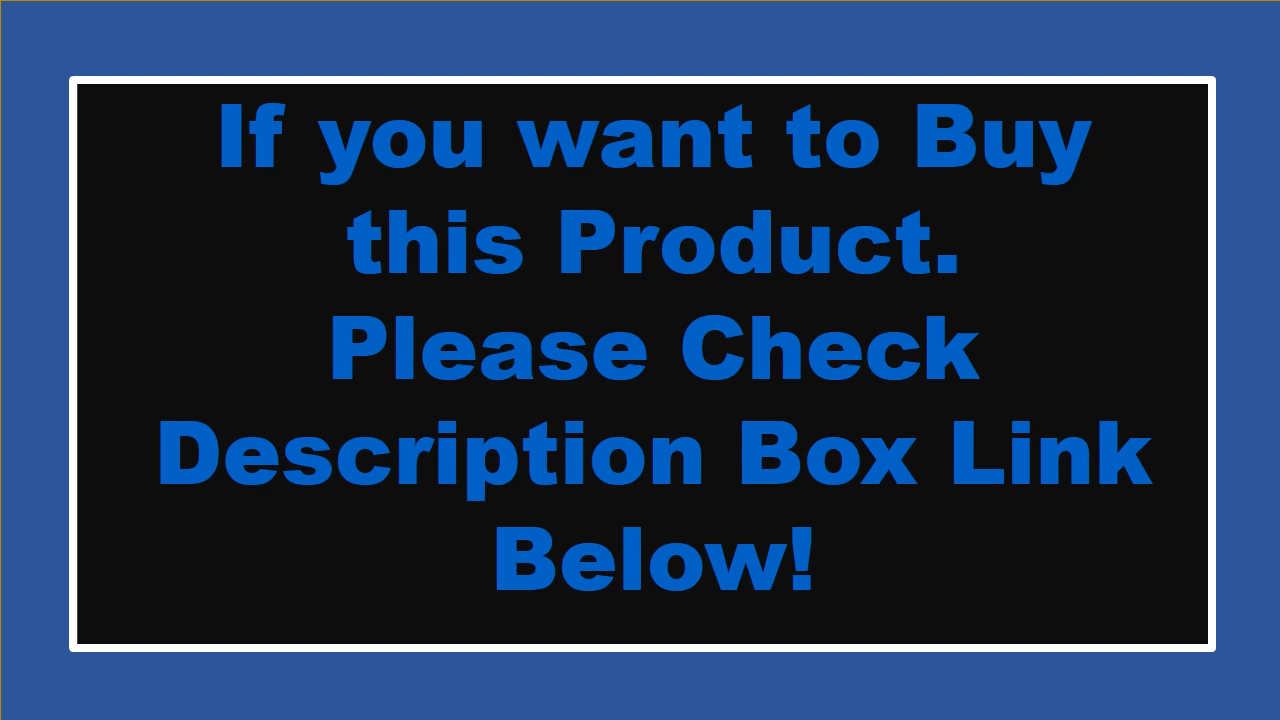 If you want to Buy
this Product.
Please Check
Description Box Link
Below!